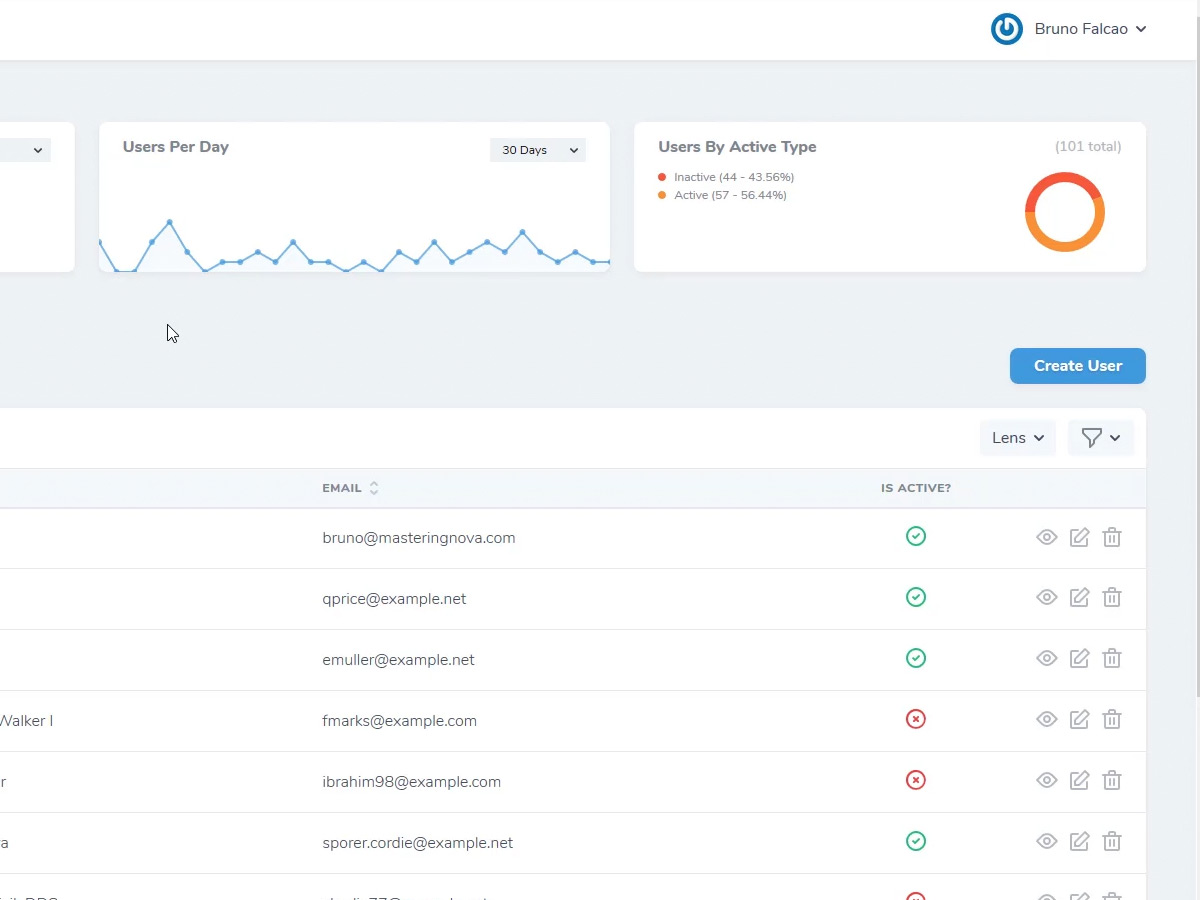 Bruno Falcao
Users Per Day
30 Days
Users By Active Type
(101 total)
Inactive (44 - 43.56%)
Active (57 - 56.44%)
Create User
Lens
EMAIL
IS ACTIVE?
bruno@masteringnova.com
qprice@example.net
emuller@example.net
Walker I
fmarks@example.com
r
ibrahim98@example.com
a
sporer.cordie@example.net